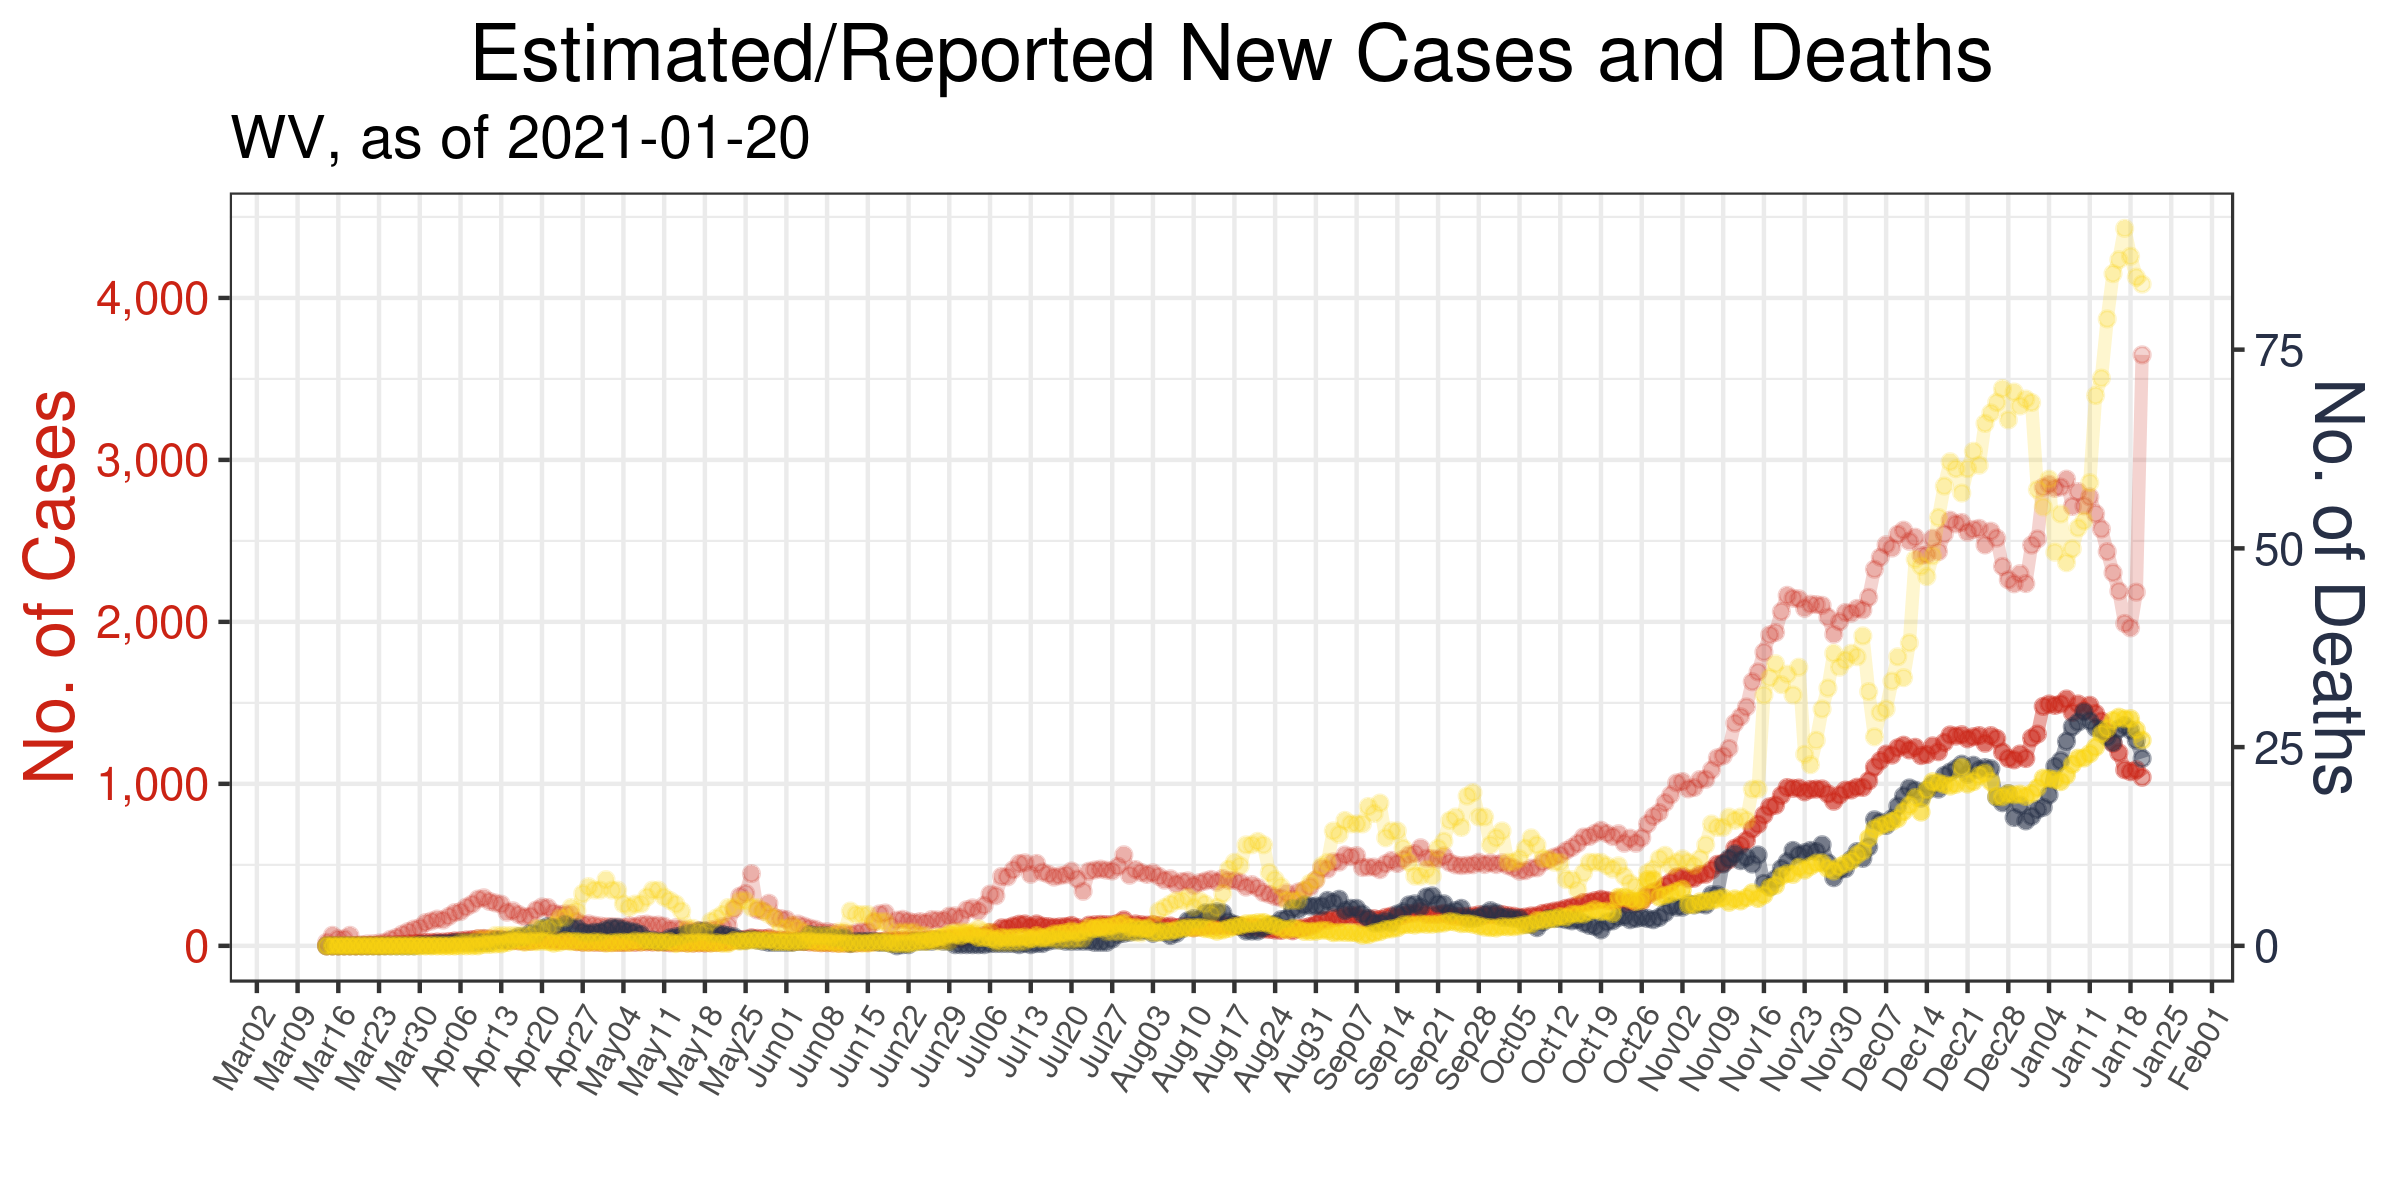 Estimated/Reported New Cases and Deaths
WV, as of 2021-01-20
No. of Cases
4,000
3,000
2,000
1,000
0
75
50
25
0
No. of Deaths
Mar02 Mar09 Mar16 Mar23 Mar30 Apr06 Apr13 Apr20 Apr27 May04 May11 May18 May25 Jun01 Jun08 Jun15 Jun22 Jun29 Jul06 Jul13 Jul20 Jul27 Aug03 Aug10 Aug17 Aug24 Aug31 Sep07 Sep14 Sep21 Sep28 Oct05 Oct12 Oct19 Oct26 Nov02 Nov09 Nov16 Nov23 Nov30 Dec07 Dec14 Dec21 Dec28 Jan04 Jan11 Jan18 Jan25 Feb01